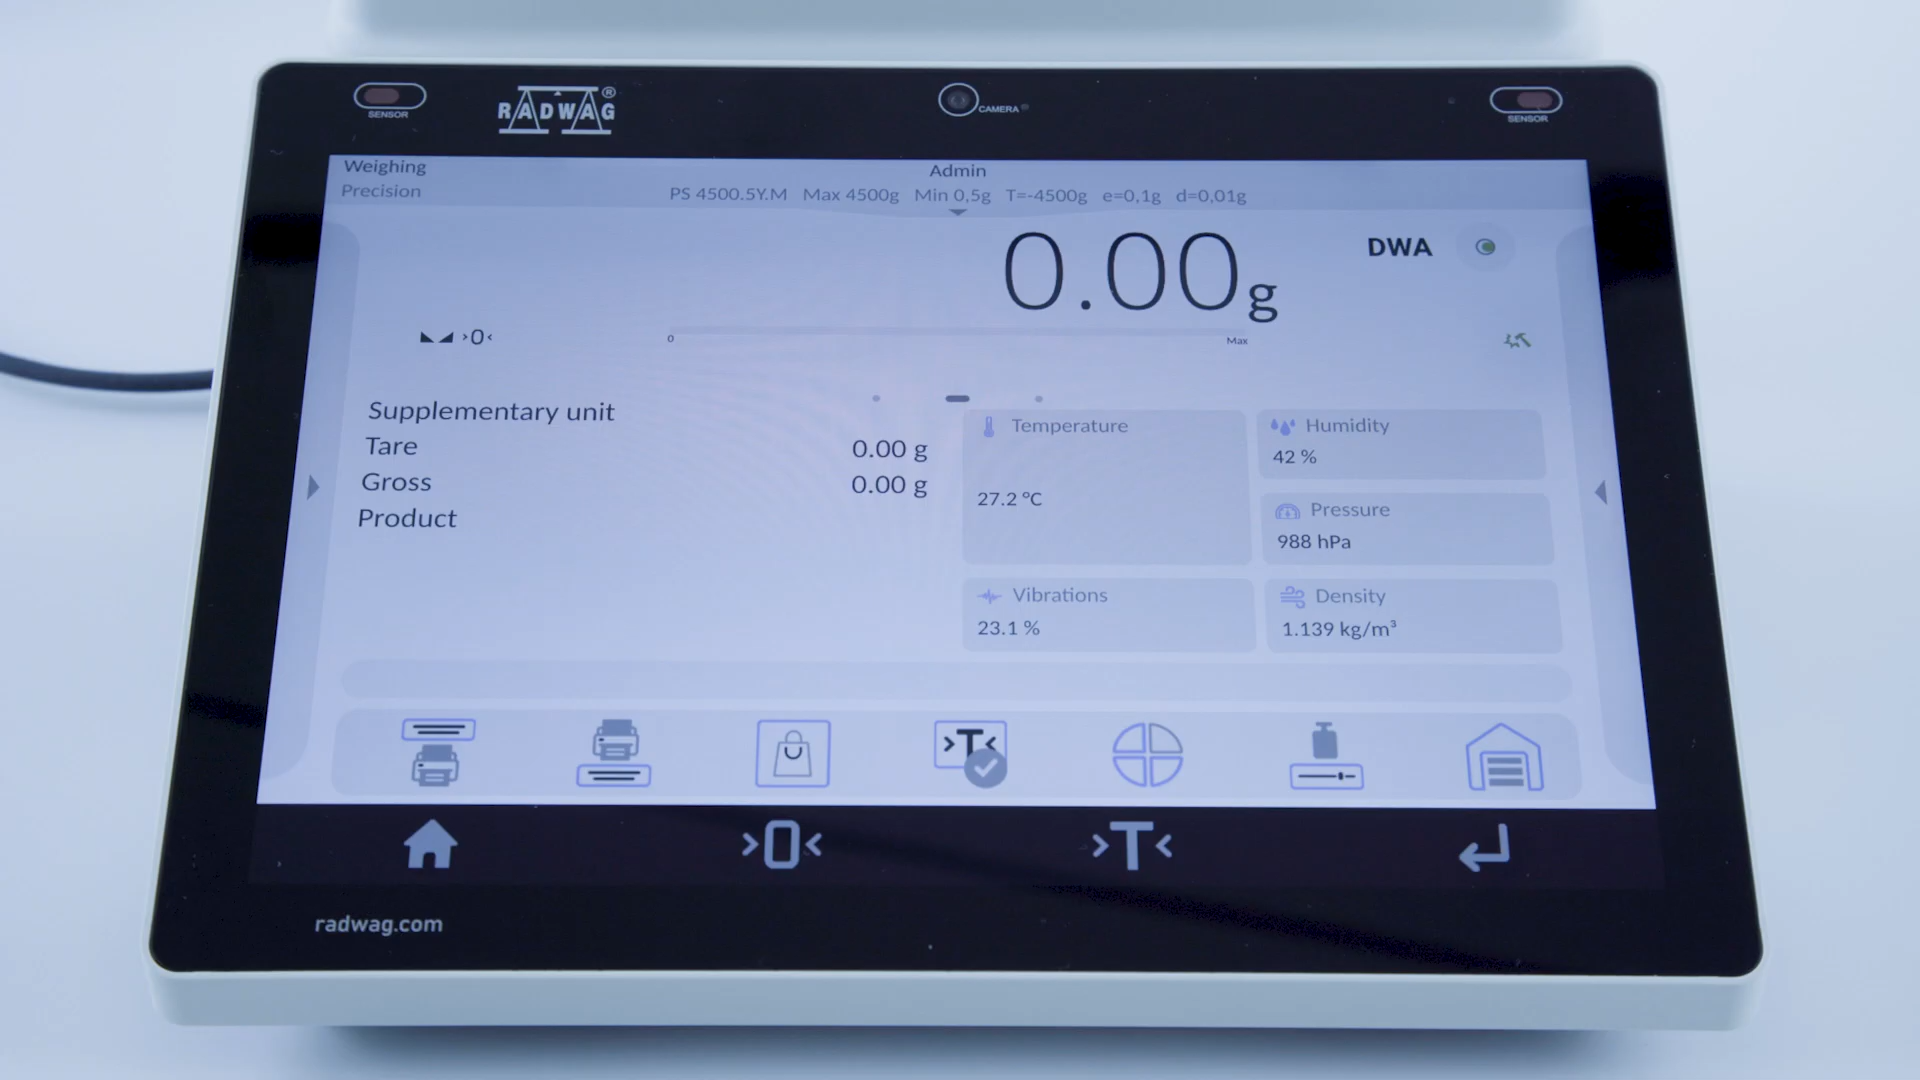 SENSOR
RADWAG®
CAMERA
SENSOR
Weighing
Admin
Precision
PS 4500.5Y.M Max 4500g Min 0,5g T=-4500g e=0,1g d=0,01g
0.00g
DWA
>0<
0
Max
Supplementary unit
Tare 0.00 g
Gross 0.00 g
Product
Temperature
27.2 °C
Humidity
42 %
Pressure
988 hPa
Vibrations
23.1 %
Density
1.139 kg/m³
>T<
>0<
>T<
radwag.com